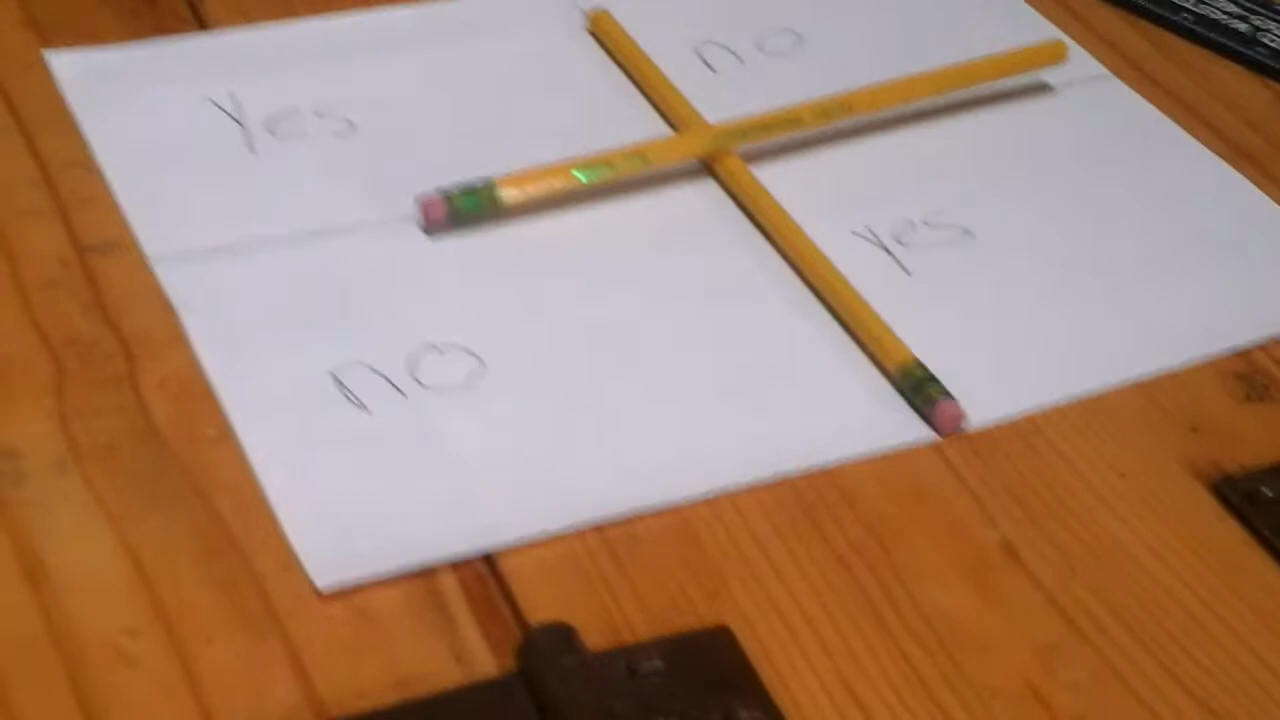 Yes no
no yes